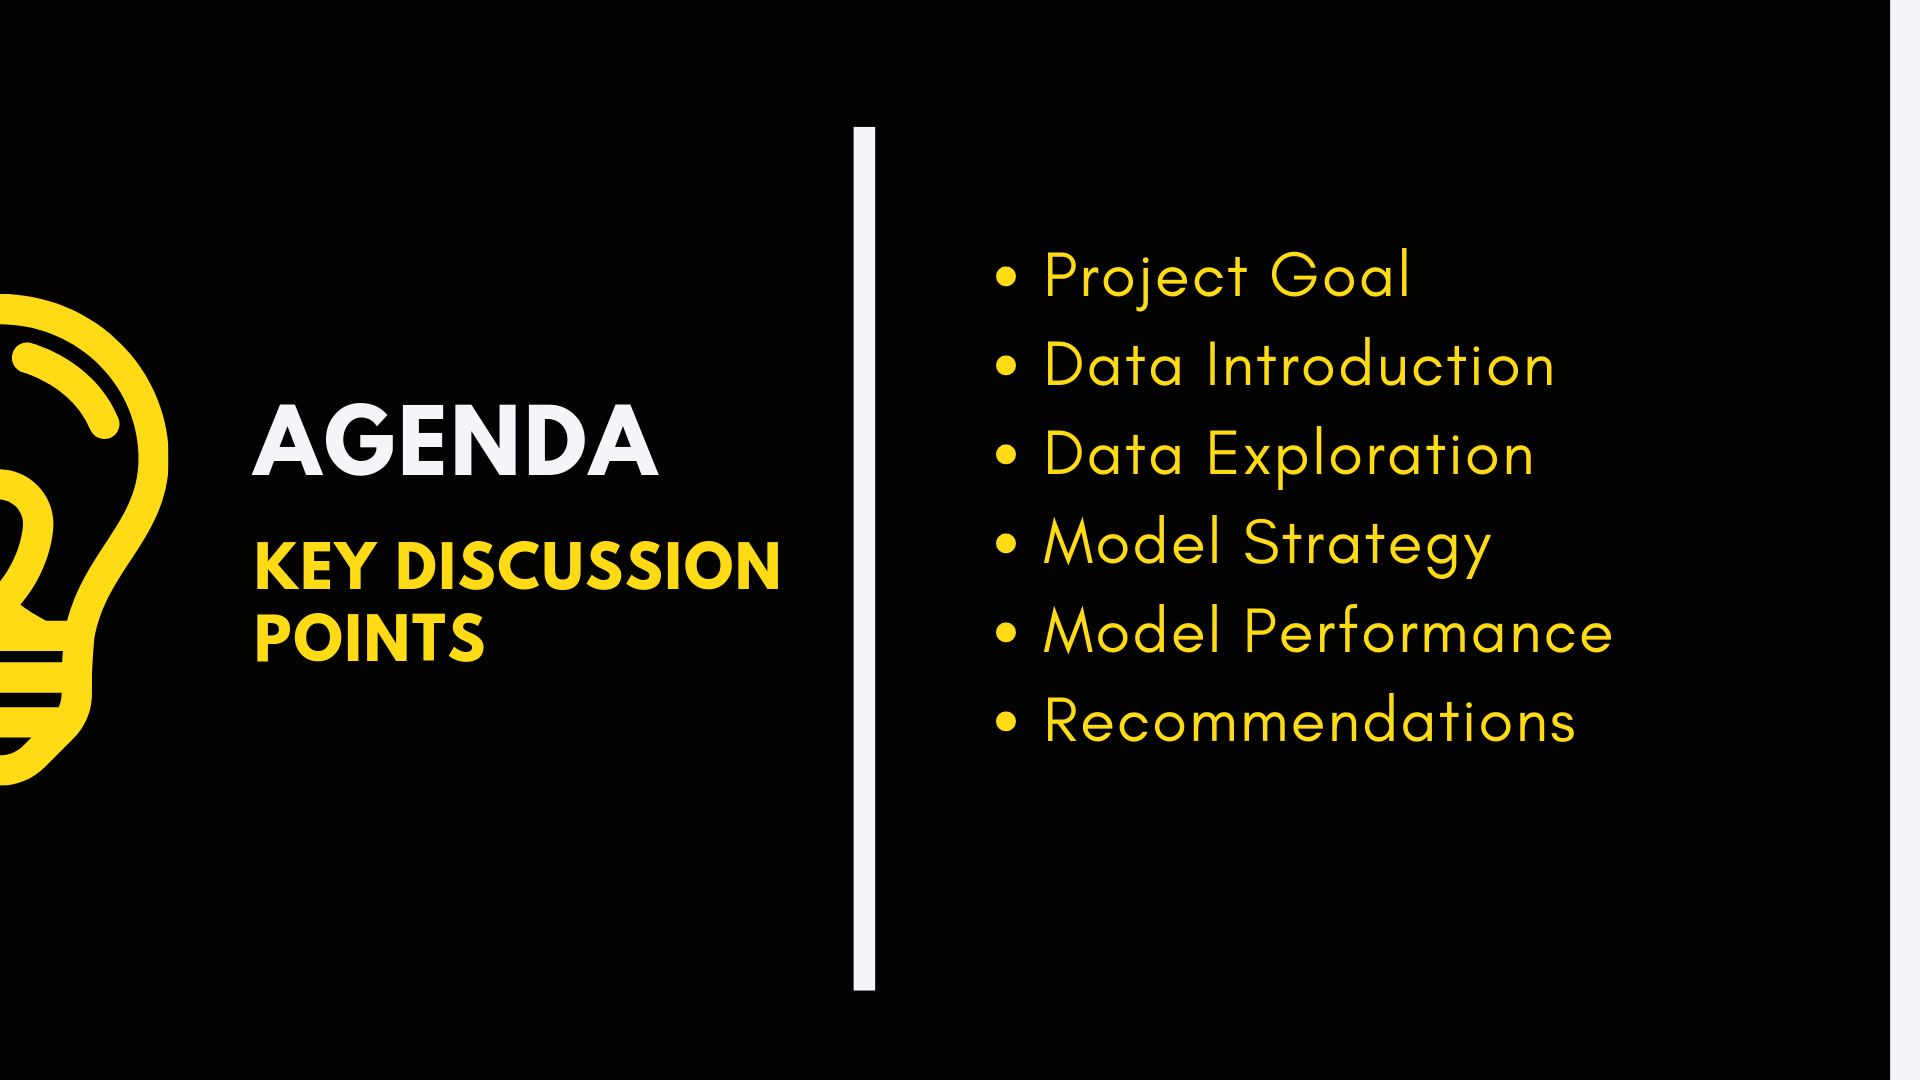 AGENDA
KEY DISCUSSION
POINTS
• Project Goal
• Data Introduction
• Data Exploration
• Model Strategy
• Model Performance
• Recommendations